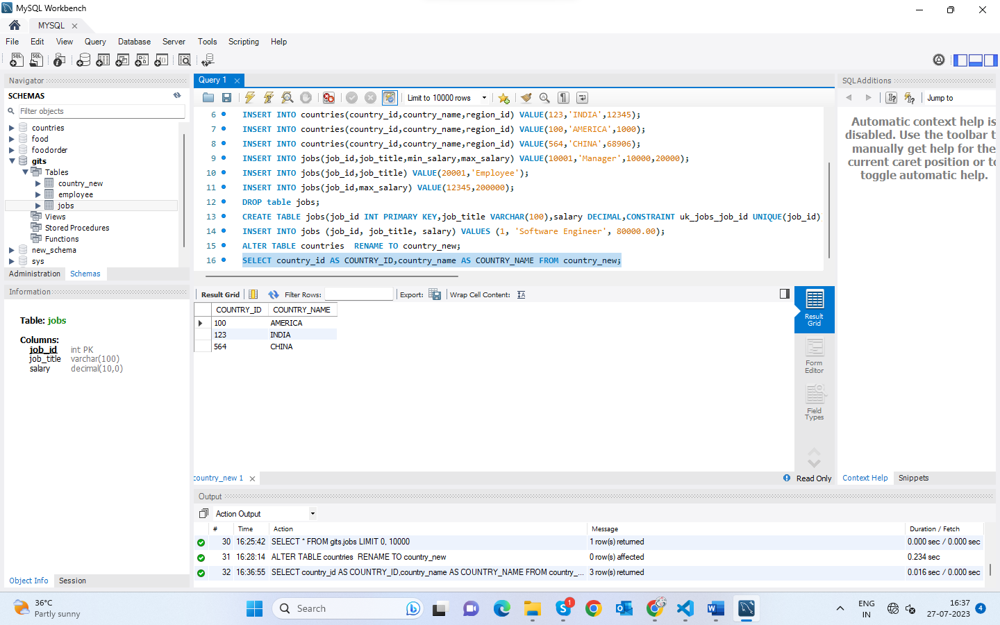 MySQL Workbench
MYSQL
File Edit View Query Database Server Tools Scripting Help
Navigator
SCHEMAS
Filter objects
countries
food
foodorder
gits
Tables
country_new
employee
jobs
Views
Stored Procedures
Functions
new_schema
sys
Administration Schemas
Information
Table: jobs
Columns:
job_id int PK
job_title varchar(100)
salary decimal(10,0)
Object Info Session
Query 1
Limit to 10000 rows
6 INSERT INTO countries(country_id,country_name,region_id) VALUE(123,'INDIA',12345);
7 INSERT INTO countries(country_id,country_name,region_id) VALUE(100,'AMERICA',1000);
8 INSERT INTO countries(country_id,country_name,region_id) VALUE(564,'CHINA',68906);
9 INSERT INTO jobs(job_id,job_title,min_salary,max_salary) VALUE(10001,'Manager',10000,20000);
10 INSERT INTO jobs(job_id,job_title) VALUE(20001,'Employee');
11 INSERT INTO jobs(job_id,max_salary) VALUE(12345,200000);
12 DROP table jobs;
13 CREATE TABLE jobs(job_id INT PRIMARY KEY,job_title VARCHAR(100),salary DECIMAL,CONSTRAINT uk_jobs_job_id UNIQUE(job_id)
14 INSERT INTO jobs (job_id, job_title, salary) VALUES (1, 'Software Engineer', 80000.00);
15 ALTER TABLE countries  RENAME TO country_new;
16 SELECT country_id AS COUNTRY_ID,country_name AS COUNTRY_NAME FROM country_new;
Result Grid Filter Rows: Export: Wrap Cell Content:
COUNTRY_ID COUNTRY_NAME
100 AMERICA
123 INDIA
564 CHINA
Result Grid
Form Editor
Field Types
country_new 1
Read Only
SQLAdditions
Jump to
Automatic context help is
disabled. Use the toolbar t
manually get help for the
current caret position or to
toggle automatic help.
Context Help Snippets
Output
Action Output
# Time Action Message Duration / Fetch
30 16:25:42 SELECT * FROM gits.jobs LIMIT 0, 10000 1 row(s) returned 0.000 sec / 0.000 sec
31 16:28:14 ALTER TABLE countries  RENAME TO country_new 0 row(s) affected 0.234 sec
32 16:36:55 SELECT country_id AS COUNTRY_ID,country_name AS COUNTRY_NAME FROM country_... 3 row(s) returned 0.016 sec / 0.000 sec
36°C
Partly sunny
Search
1
ENG
IN
16:37
27-07-2023
4